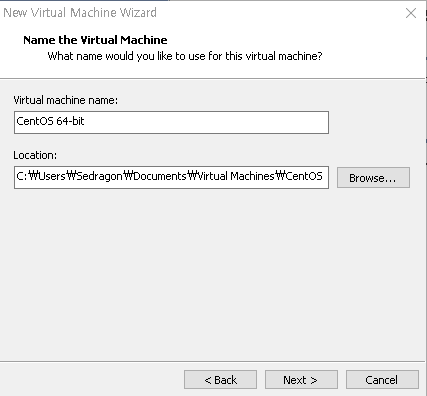 New Virtual Machine Wizard
Name the Virtual Machine
What name would you like to use for this virtual machine?
Virtual machine name:
CentOS 64-bit
Location:
C:₩Users₩Sedragon₩Documents₩Virtual Machines₩CentOS
Browse...
< Back
Next >
Cancel